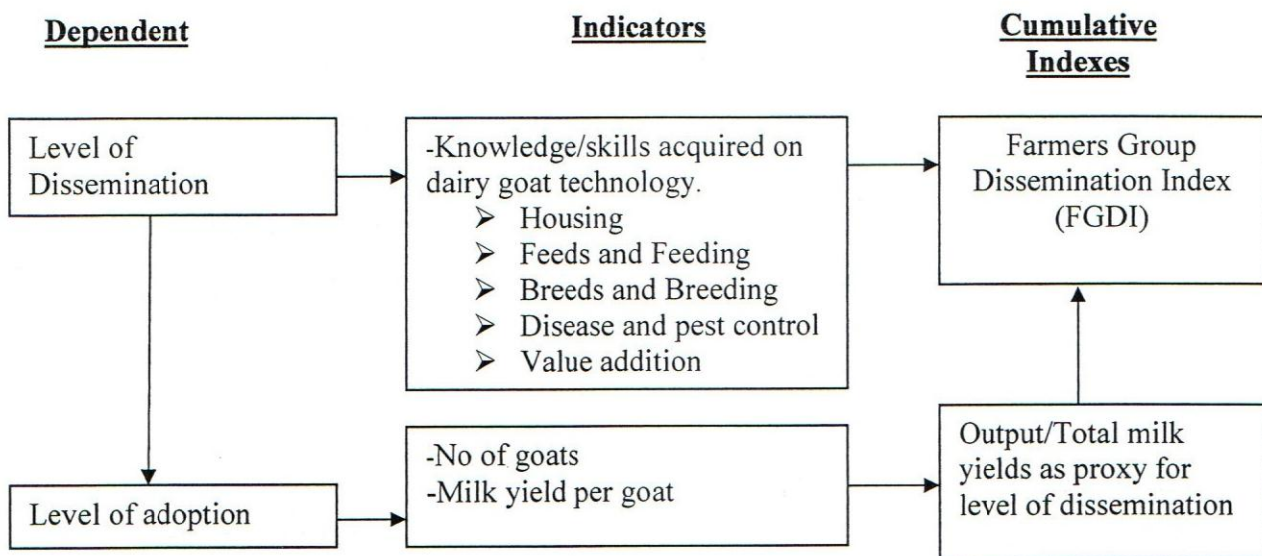 Dependent
Indicators
Cumulative
Indexes
Level of
Dissemination
-Knowledge/skills acquired on
dairy goat technology.
➢ Housing
➢ Feeds and Feeding
➢ Breeds and Breeding
➢ Disease and pest control
➢ Value addition
Farmers Group
Dissemination Index
(FGDI)
Level of adoption
-No of goats
-Milk yield per goat
Output/Total milk
yields as proxy for
level of dissemination